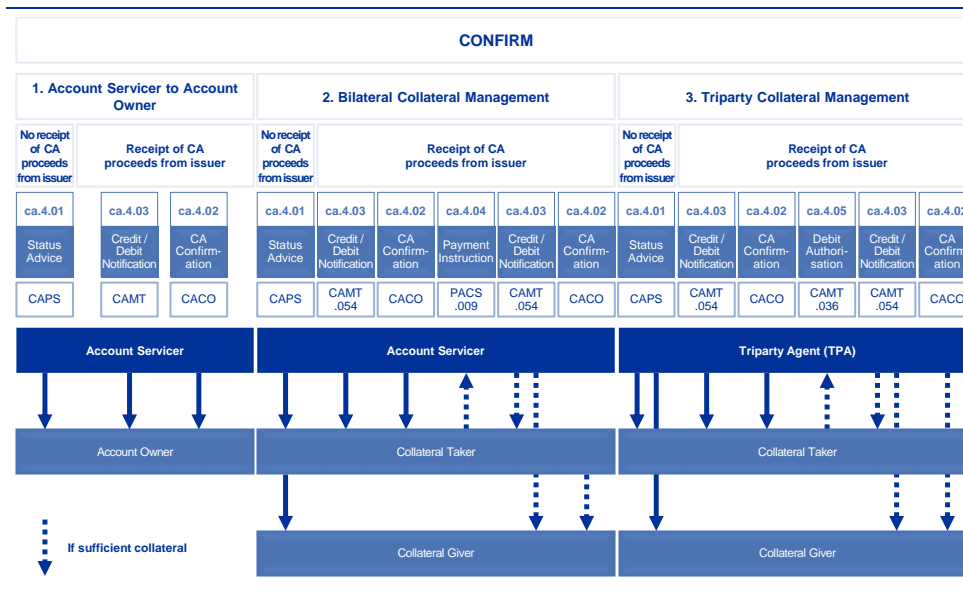 CONFIRM
1. Account Servicer to Account
Owner
2. Bilateral Collateral Management
3. Triparty Collateral Management
No receipt
of CA
proceeds
from issuer
Receipt of CA
proceeds from issuer
No receipt
of CA
proceeds
from issuer
Receipt of CA
proceeds from issuer
No receipt
of CA
proceeds
from issuer
Receipt of CA
proceeds from issuer
ca.4.01
ca.4.03
ca.4.02
ca.4.01
ca.4.03
ca.4.02
ca.4.04
ca.4.03
ca.4.02
ca.4.01
ca.4.03
ca.4.02
ca.4.05
ca.4.03
ca.4.02
Status
Advice
Credit /
Debit
Notification
CA
Confirm-
ation
Status
Advice
Credit /
Debit
Notification
CA
Confirm-
ation
Payment
Instruction
Credit /
Debit
Notification
CA
Confirm-
ation
Status
Advice
Credit /
Debit
Notification
CA
Confirm-
ation
Debit
Authori-
sation
Credit /
Debit
Notification
CA
Confirm-
ation
CAPS
CAMT
CACO
CAPS
CAMT
.054
CACO
PACS
.009
CAMT
.054
CACO
CAPS
CAMT
.054
CACO
CAMT
.036
CAMT
.054
CACO
Account Servicer
Account Servicer
Triparty Agent (TPA)
Account Owner
Collateral Taker
Collateral Taker
If sufficient collateral
Collateral Giver
Collateral Giver